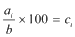 a_i / b × 100 = c_i